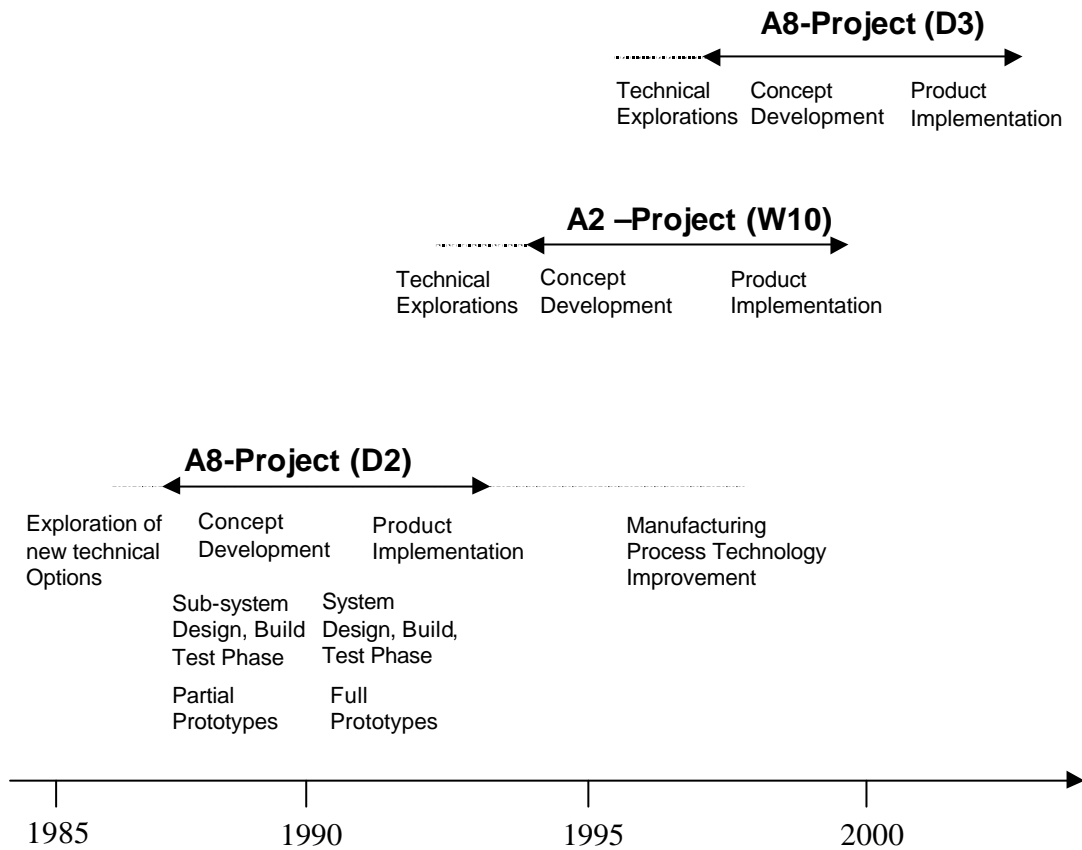 A8-Project (D3)
Technical
Explorations
Concept
Development
Product
Implementation
A2 –Project (W10)
Technical
Explorations
Concept
Development
Product
Implementation
A8-Project (D2)
Exploration of
new technical
Options
Concept
Development
Product
Implementation
Manufacturing
Process Technology
Improvement
Sub-system
Design, Build
Test Phase
System
Design, Build,
Test Phase
Partial
Prototypes
Full
Prototypes
1985
1990
1995
2000